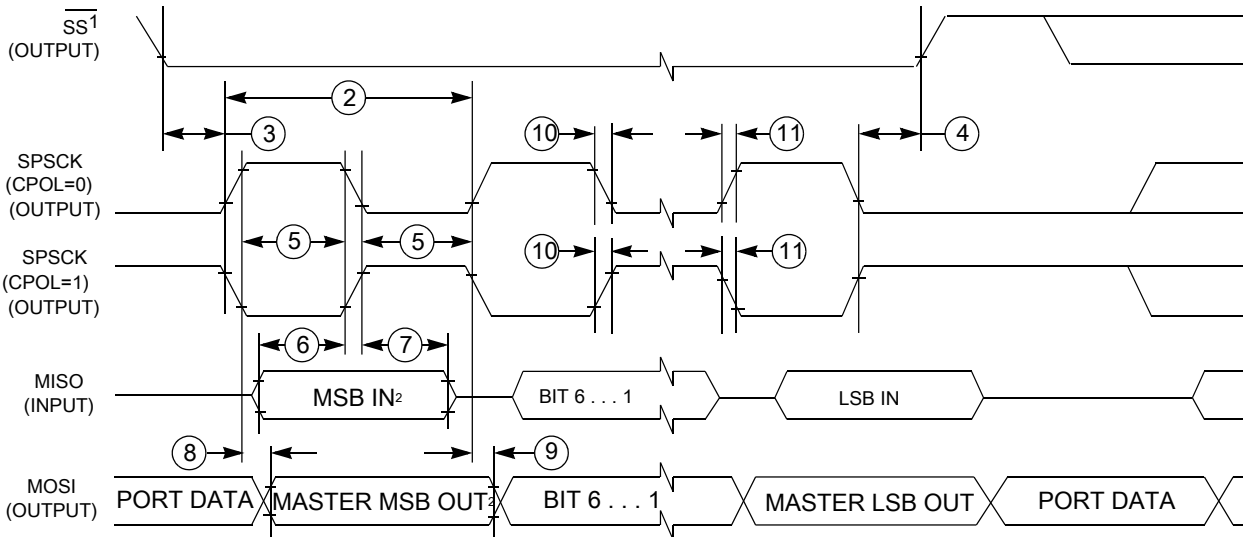 SS1
(OUTPUT)
2
3
10
11
4
SPSCK
(CPOL=0)
(OUTPUT)
5
5
SPSCK
(CPOL=1)
(OUTPUT)
10
11
6
7
MISO
(INPUT)
MSB IN2
BIT 6 . . . 1
LSB IN
8
9
MOSI
(OUTPUT)
PORT DATA
MASTER MSB OUT2
BIT 6 . . . 1
MASTER LSB OUT
PORT DATA